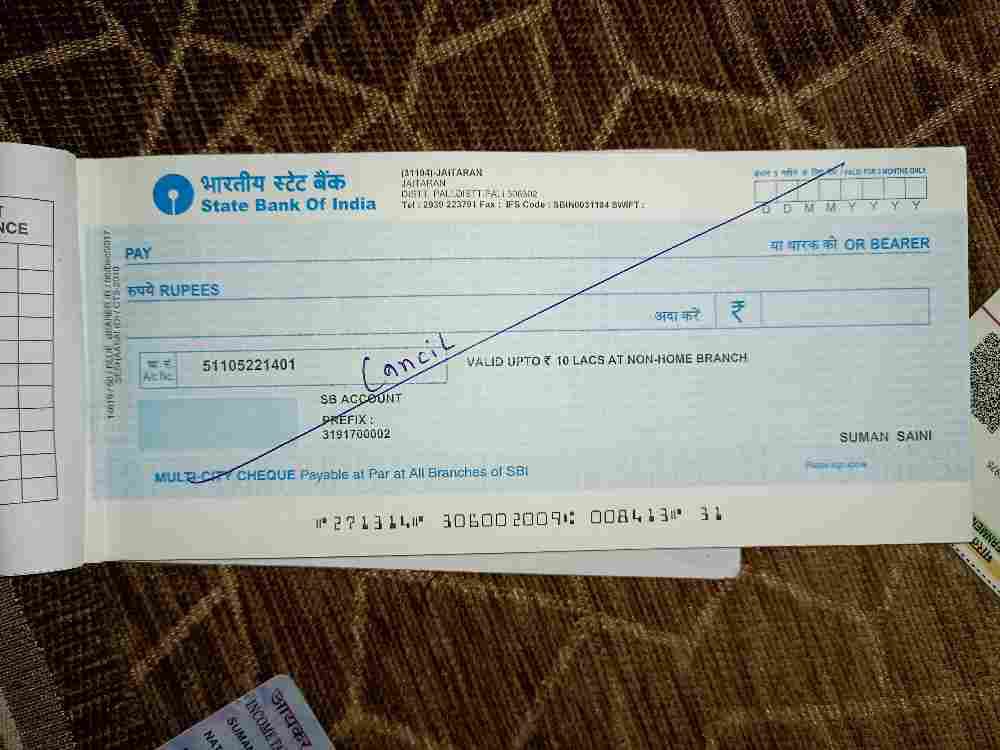 भारतीय स्टेट बैंक
State Bank Of India
(31104)-JAITARAN
JAITARAN
DISTT. PALI,DISTT.PALI 306302
Tel : 2939 223791 Fax : IFS Code : SBIN0031104 SWIFT :
VALID FOR 3 MONTHS ONLY
D D M M Y Y Y Y
PAY
या धारक को OR BEARER
रुपये RUPEES
अदा करें ₹
A/c No.
51105221401
Cancil
VALID UPTO ₹ 10 LACS AT NON-HOME BRANCH
SB ACCOUNT
PREFIX :
3191700002
SUMAN SAINI
MULTI-CITY CHEQUE Payable at Par at All Branches of SBI
Please sign above
⑈271314⑈ 306002009⑆ 008413⑈ 31
NCE
आयकर
INCOME TA
SUMA
NAT